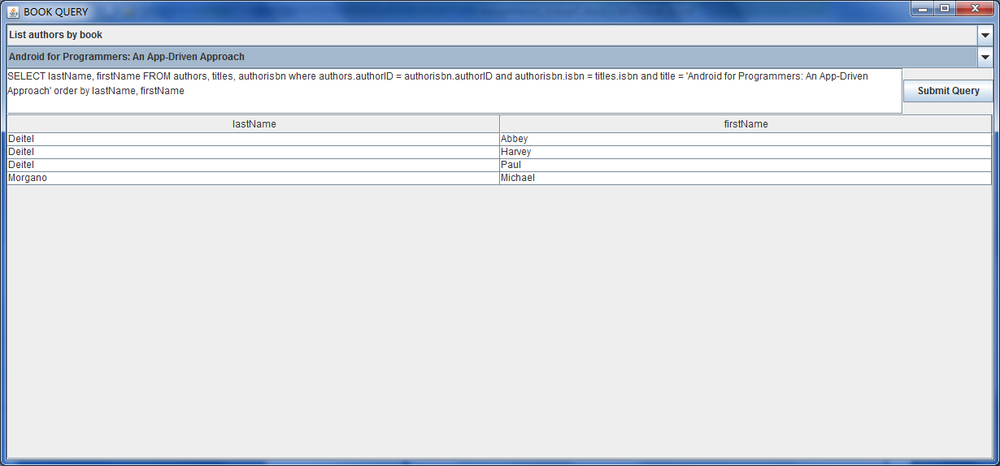 BOOK QUERY
List authors by book
Android for Programmers: An App-Driven Approach
SELECT lastName, firstName FROM authors, titles, authorisbn where authors.authorID = authorisbn.authorID and authorisbn.isbn = titles.isbn and title = 'Android for Programmers: An App-Driven
Approach' order by lastName, firstName
Submit Query
lastName firstName
Deitel Abbey
Deitel Harvey
Deitel Paul
Morgano Michael